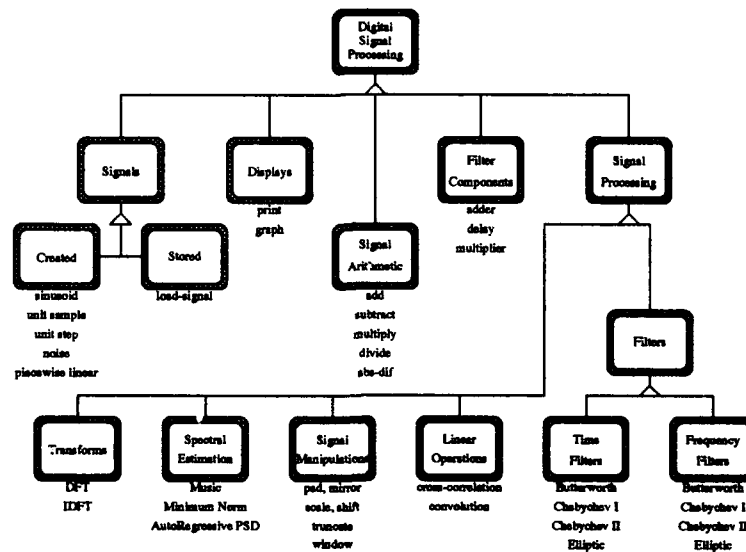 Digital
Signal
Processing
Signals
Displays
Filter
Components
Signal
Processing
print
graph
adder
delay
multiplier
Created
Stored
Signal
Aritmatic
sinusoid
unit sample
unit step
noise
piecewise linear
load-signal
add
subtract
multiply
divide
abs-dif
Filters
Transforms
Spectral
Estimation
Signal
Manipulations
Linear
Operations
Time
Filters
Frequency
Filters
DFT
IDFT
Music
Minimum Norm
AutoRegressive PSD
pad, mirror
scale, shift
truncate
window
cross-correlation
convolution
Butterworth
Chebychev I
Chebychev II
Elliptic
Butterworth
Chebychev I
Chebychev II
Elliptic